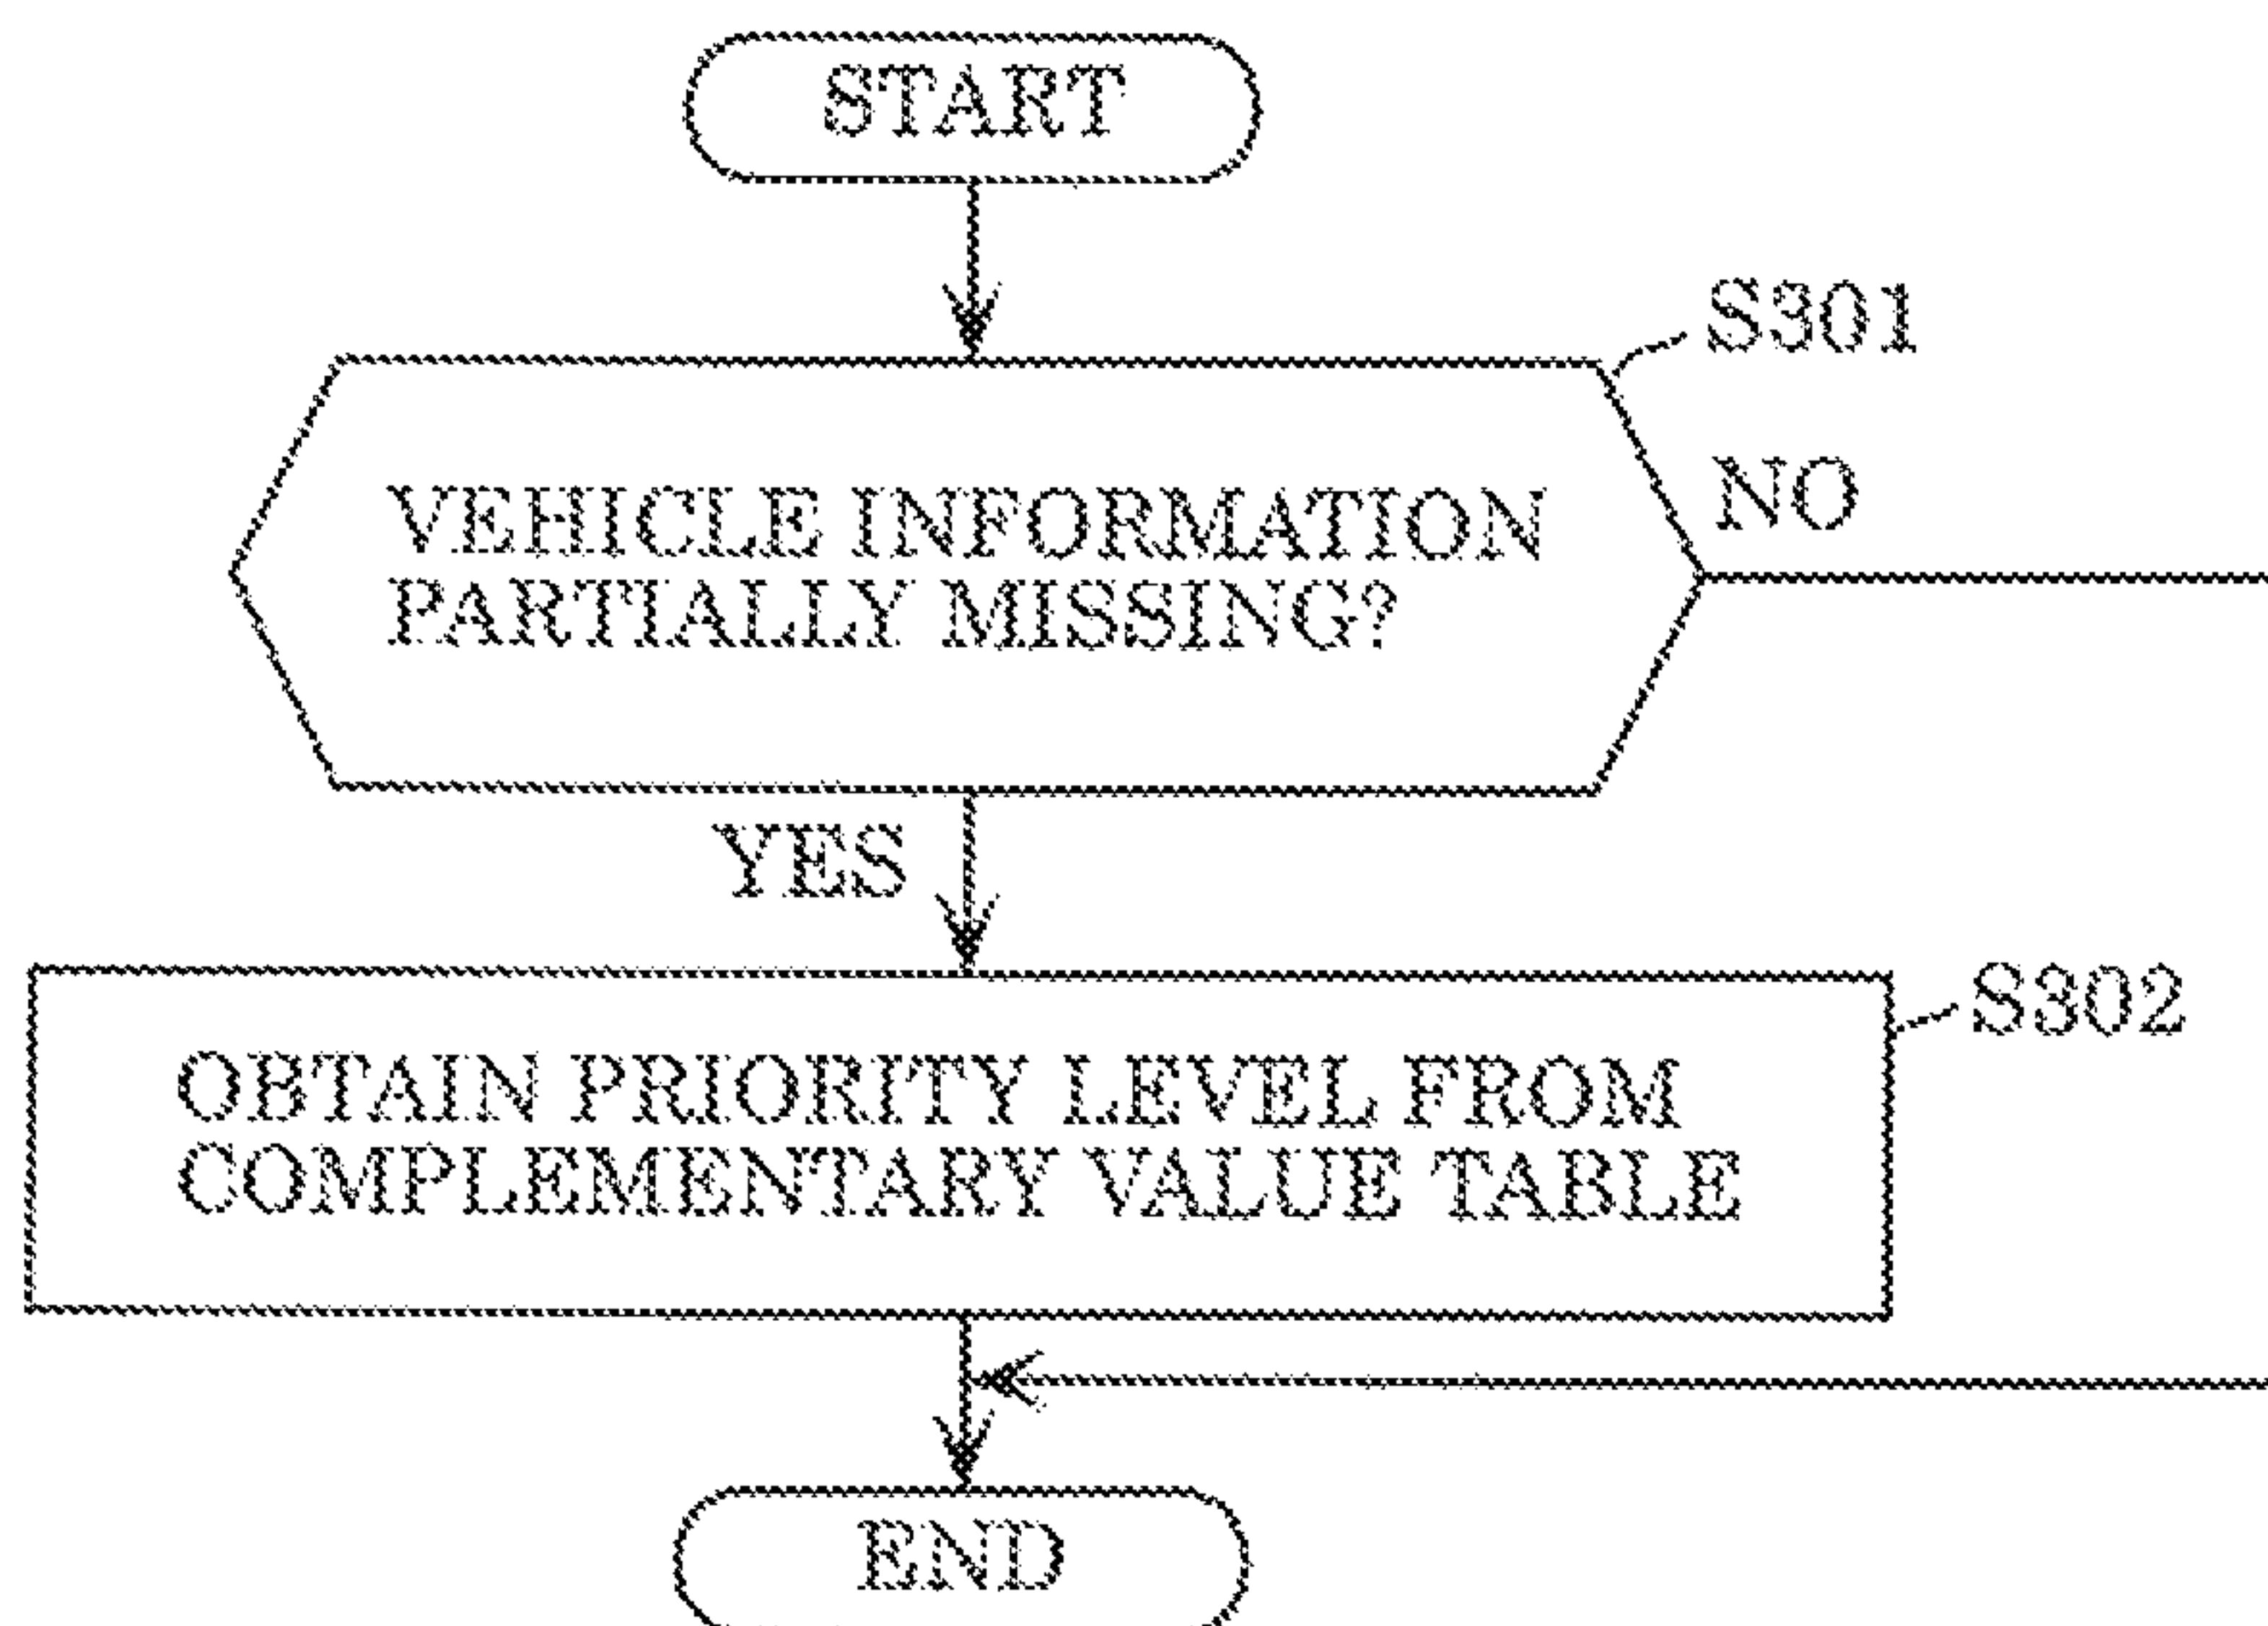 START
S301
VEHICLE INFORMATION
PARTIALLY MISSING?
NO
YES
S302
OBTAIN PRIORITY LEVEL FROM
COMPLEMENTARY VALUE TABLE
END